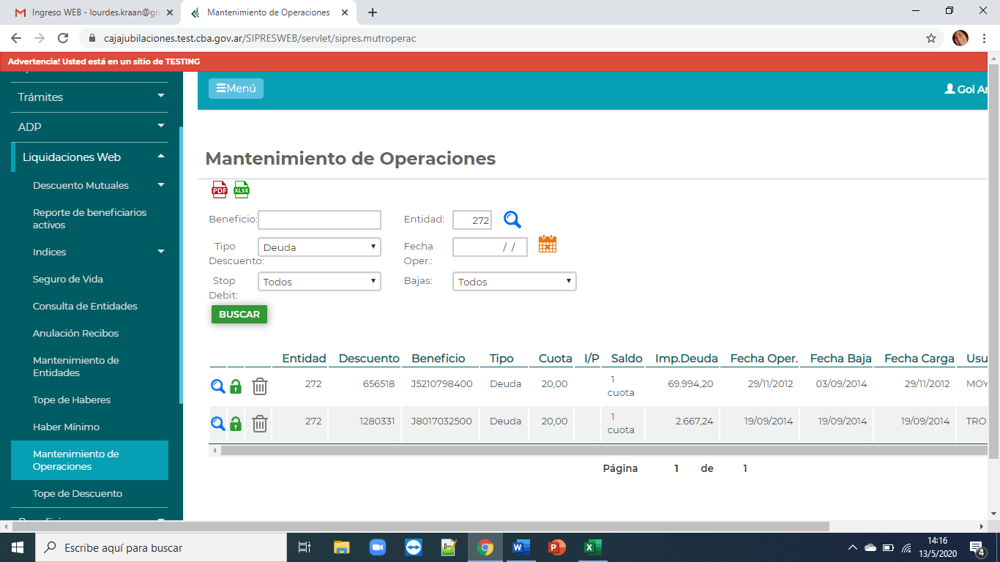 Ingreso WEB - lourdes.kraan@gm
Mantenimiento de Operaciones
cajajubilaciones.test.cba.gov.ar/SIPRESWEB/servlet/sipres.mutroperac
Advertencia! Usted está en un sitio de TESTING
Trámites
ADP
Liquidaciones Web
Descuento Mutuales
Reporte de beneficiarios
activos
Indices
Seguro de Vida
Consulta de Entidades
Anulación Recibos
Mantenimiento de
Entidades
Tope de Haberes
Haber Mínimo
Mantenimiento de
Operaciones
Tope de Descuento
Menú
Goi Ar
Mantenimiento de Operaciones
PDF XLSX
Beneficio: Entidad: 272
Tipo Descuento: Deuda Fecha Oper.: / /
Stop Debit: Todos Bajas: Todos
BUSCAR
Entidad Descuento Beneficio Tipo Cuota I/P Saldo Imp.Deuda Fecha Oper. Fecha Baja Fecha Carga Usu
272 656518 J5210798400 Deuda 20,00 1 cuota 69.994,20 29/11/2012 03/09/2014 29/11/2012 MOY
272 1280331 J8017032500 Deuda 20,00 1 cuota 2.667,24 19/09/2014 19/09/2014 19/09/2014 TRO
Página 1 de 1
Escribe aquí para buscar
14:16
13/5/2020
4